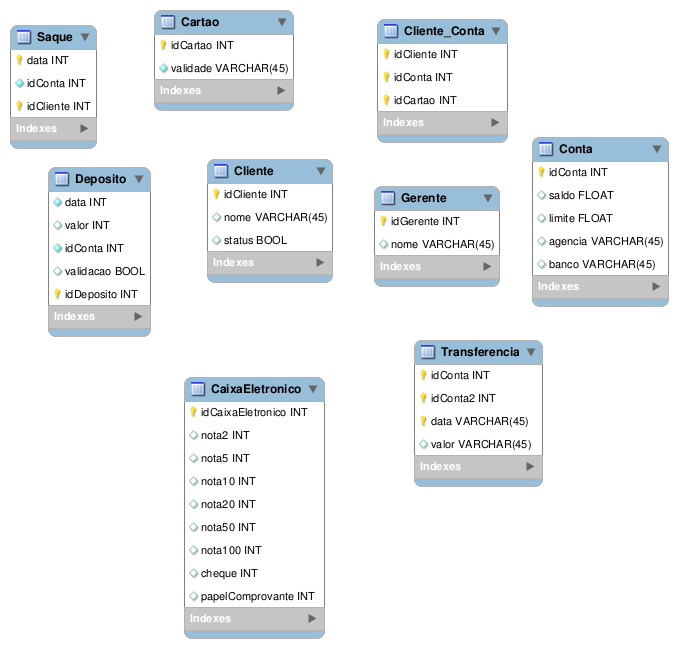 Saque
data INT
idConta INT
idCliente INT
Indexes
Cartao
idCartao INT
validade VARCHAR(45)
Indexes
Cliente_Conta
idCliente INT
idConta INT
idCartao INT
Indexes
Conta
idConta INT
saldo FLOAT
limite FLOAT
agencia VARCHAR(45)
banco VARCHAR(45)
Indexes
Deposito
data INT
valor INT
idConta INT
validacao BOOL
idDeposito INT
Indexes
Cliente
idCliente INT
nome VARCHAR(45)
status BOOL
Indexes
Gerente
idGerente INT
nome VARCHAR(45)
Indexes
Transferencia
idConta INT
idConta2 INT
data VARCHAR(45)
valor VARCHAR(45)
Indexes
CaixaEletronico
idCaixaEletronico INT
nota2 INT
nota5 INT
nota10 INT
nota20 INT
nota50 INT
nota100 INT
cheque INT
papelComprovante INT
Indexes